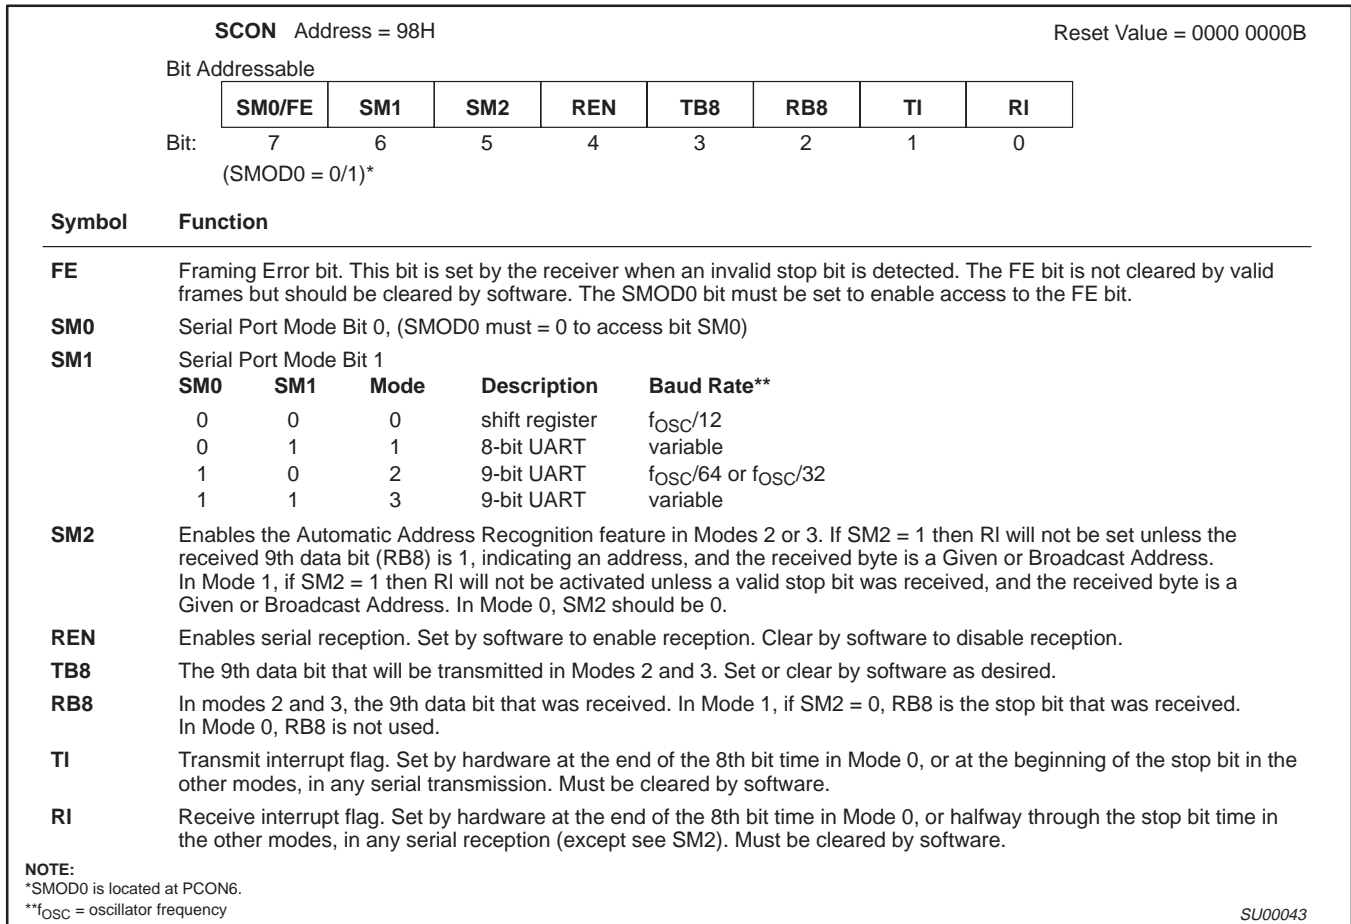 SCON Address = 98H Reset Value = 0000 0000B
Bit Addressable
SM0/FE SM1 SM2 REN TB8 RB8 TI RI
Bit: 7 6 5 4 3 2 1 0
(SMOD0 = 0/1)*
Symbol Function
FE Framing Error bit. This bit is set by the receiver when an invalid stop bit is detected. The FE bit is not cleared by valid
frames but should be cleared by software. The SMOD0 bit must be set to enable access to the FE bit.
SM0 Serial Port Mode Bit 0, (SMOD0 must = 0 to access bit SM0)
SM1 Serial Port Mode Bit 1
SM0 SM1 Mode Description Baud Rate**
0 0 0 shift register fOSC/12
0 1 1 8-bit UART variable
1 0 2 9-bit UART fOSC/64 or fOSC/32
1 1 3 9-bit UART variable
SM2 Enables the Automatic Address Recognition feature in Modes 2 or 3. If SM2 = 1 then RI will not be set unless the
received 9th data bit (RB8) is 1, indicating an address, and the received byte is a Given or Broadcast Address.
In Mode 1, if SM2 = 1 then RI will not be activated unless a valid stop bit was received, and the received byte is a
Given or Broadcast Address. In Mode 0, SM2 should be 0.
REN Enables serial reception. Set by software to enable reception. Clear by software to disable reception.
TB8 The 9th data bit that will be transmitted in Modes 2 and 3. Set or clear by software as desired.
RB8 In modes 2 and 3, the 9th data bit that was received. In Mode 1, if SM2 = 0, RB8 is the stop bit that was received.
In Mode 0, RB8 is not used.
TI Transmit interrupt flag. Set by hardware at the end of the 8th bit time in Mode 0, or at the beginning of the stop bit in the
other modes, in any serial transmission. Must be cleared by software.
RI Receive interrupt flag. Set by hardware at the end of the 8th bit time in Mode 0, or halfway through the stop bit time in
the other modes, in any serial reception (except see SM2). Must be cleared by software.
NOTE:
*SMOD0 is located at PCON6.
**fOSC = oscillator frequency SU00043